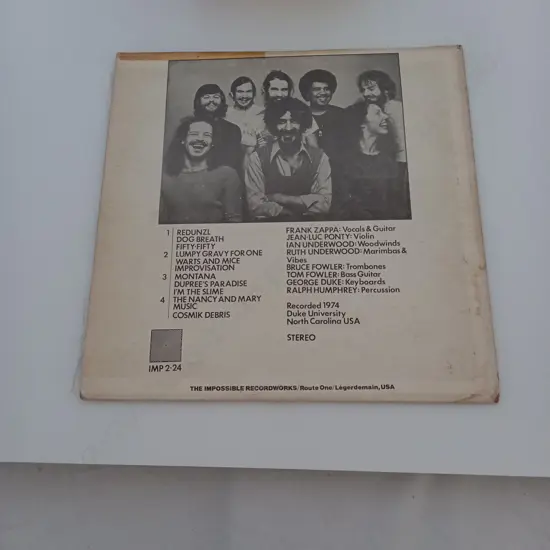 1 REDUNZL
DOG BREATH
FIFTY-FIFTY
2 LUMPY GRAVY FOR ONE
WARTS AND MICE
IMPROVISATION
3 MONTANA
DUPREE'S PARADISE
I'M THE SLIME
4 THE NANCY AND MARY
MUSIC
COSMIK DEBRIS
FRANK ZAPPA: Vocals & Guitar
JEAN-LUC PONTY: Violin
IAN UNDERWOOD: Woodwinds
RUTH UNDERWOOD: Marimbas &
Vibes
BRUCE FOWLER: Trombones
TOM FOWLER: Bass Guitar
GEORGE DUKE: Keyboards
RALPH HUMPHREY: Percussion
Recorded 1974
Duke University
North Carolina USA
STEREO
IMP 2-24
THE IMPOSSIBLE RECORDWORKS/Route One/Legerdemain, USA